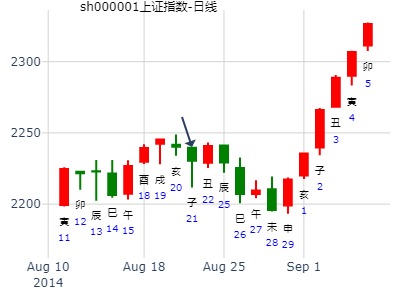 sh000001上证指数-日线
2300
2250
2200
寅 11
卯 12
辰 13
巳 14
午 15
酉 18
戌 19
亥 20
子 21
丑 22
辰 25
巳 26
午 27
未 28
申 29
亥 1
子 2
丑 3
寅 4
卯 5
Aug 10 Aug 18 Aug 25 Sep 1
2014